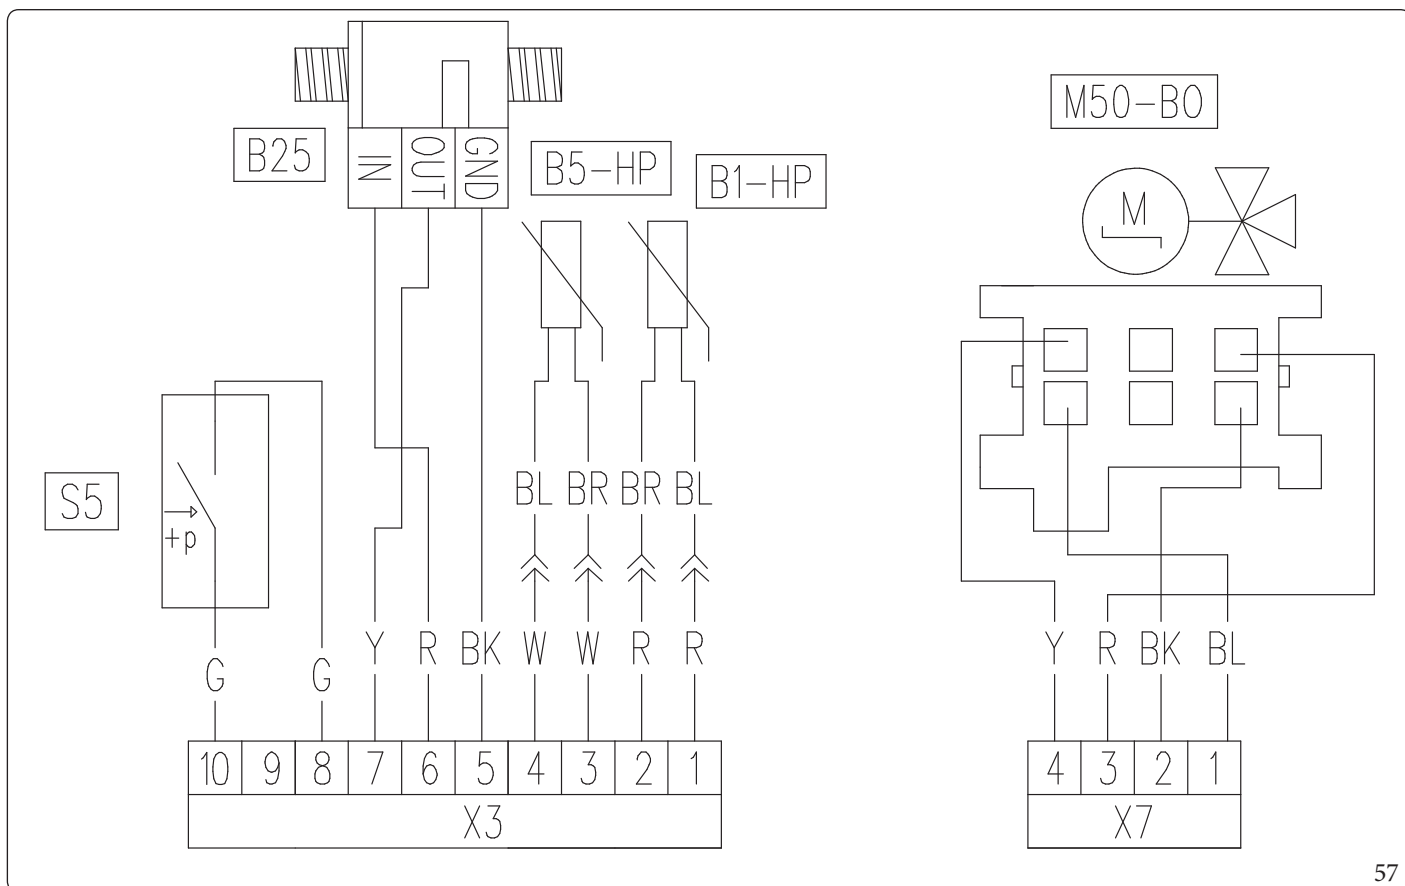 M50-B0
B25
IN
OUT
GND
B5-HP
B1-HP
M
S5
+p
BL BR BR BL
G G Y R BK W W R R
Y R BK BL
10 9 8 7 6 5 4 3 2 1
X3
4 3 2 1
X7
57